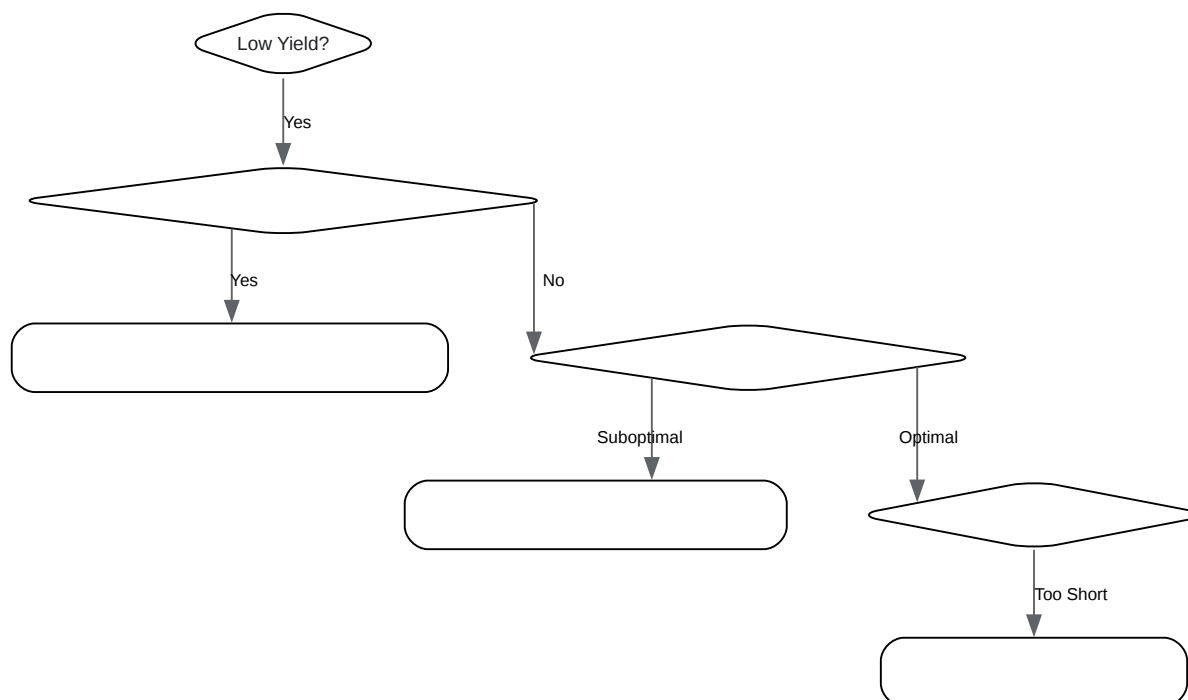 Low Yield?
Yes
Yes
No
Suboptimal
Optimal
Too Short